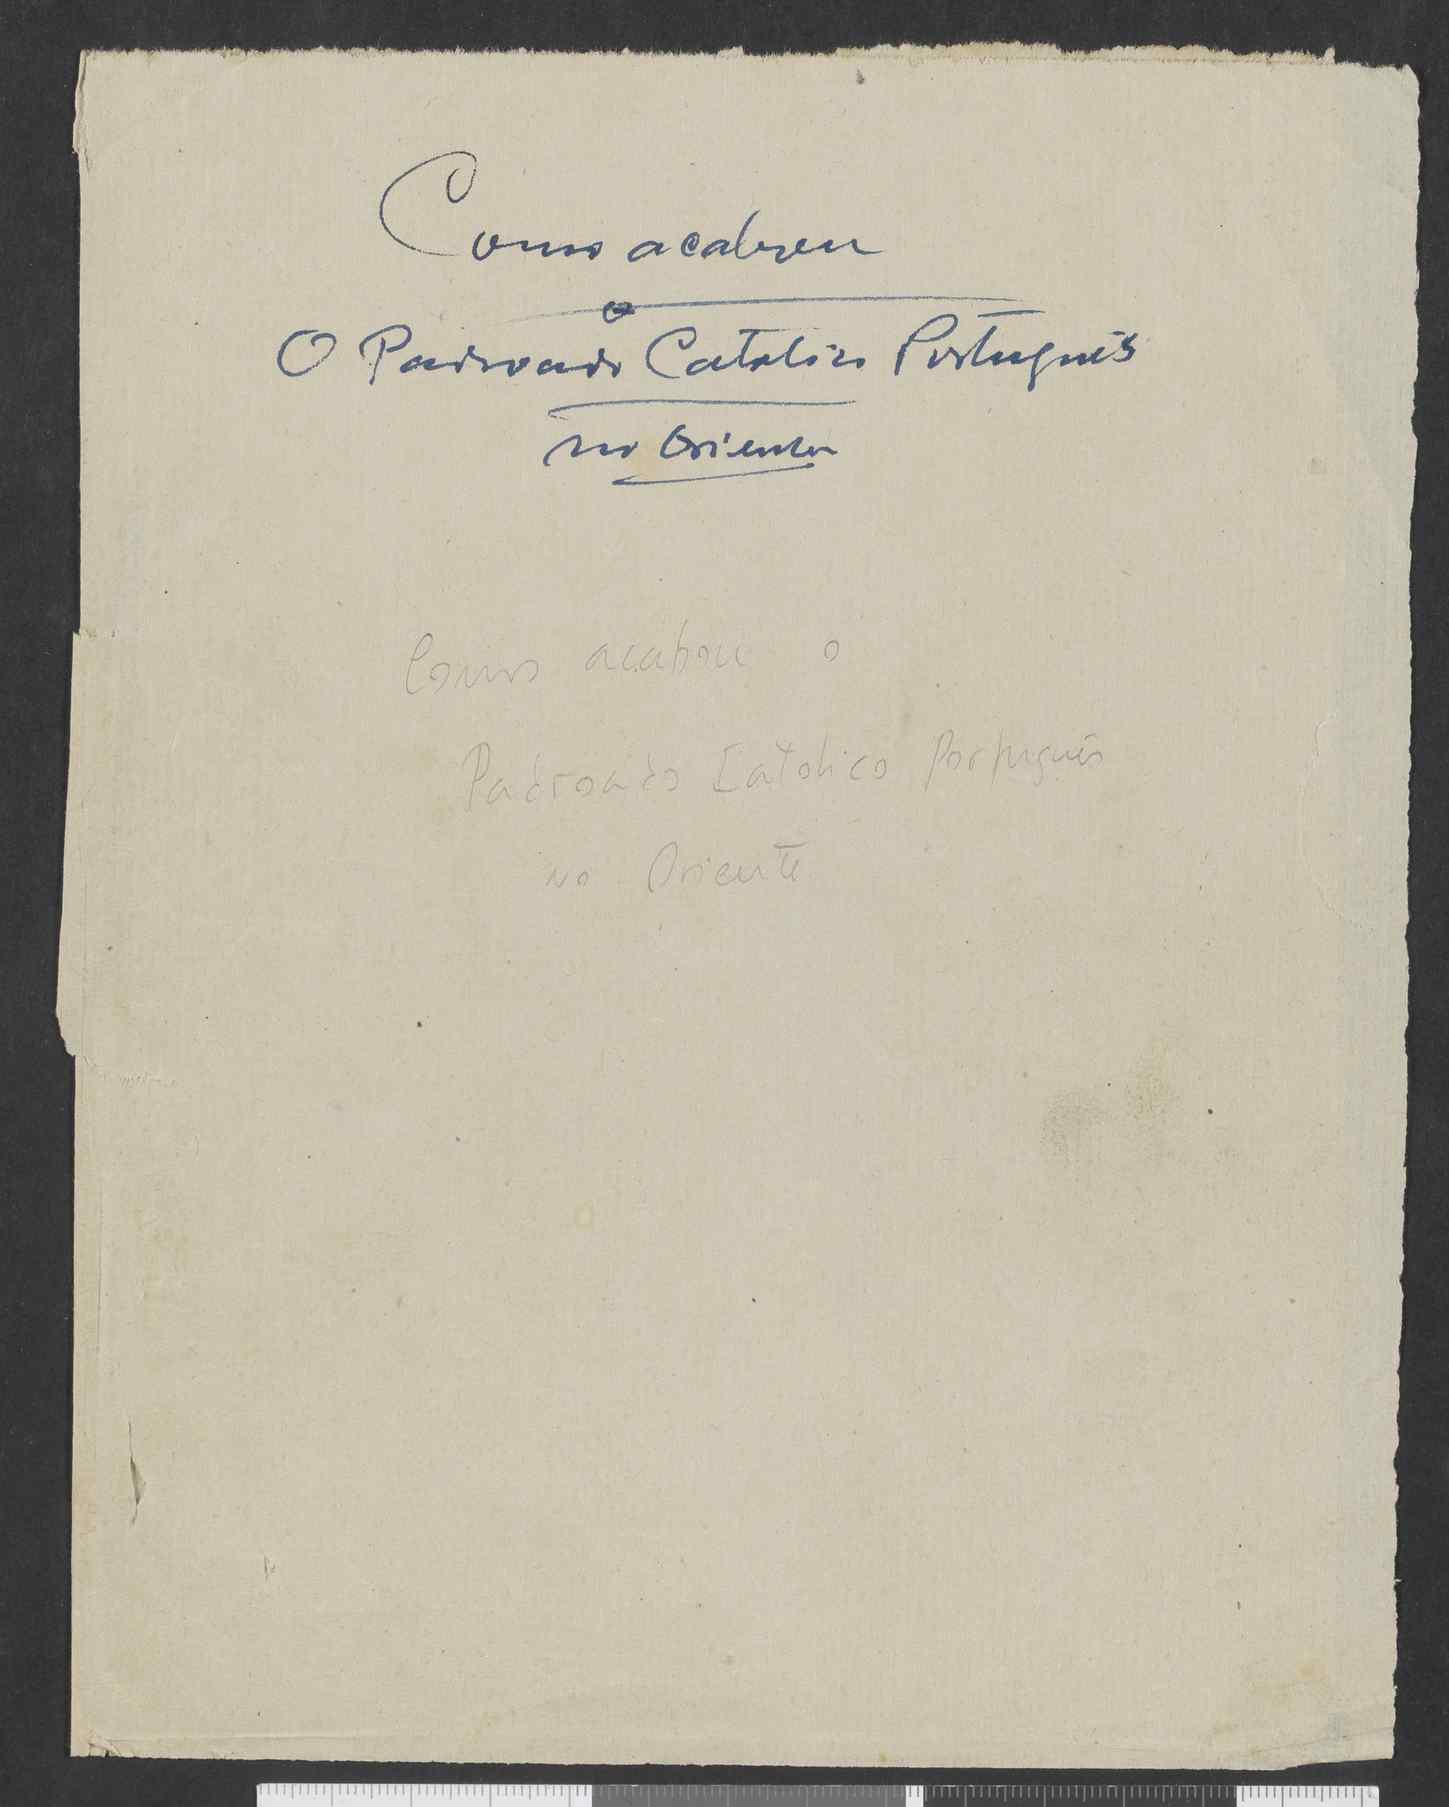 Como acabou
o
O Padroado Catolico Português
no Oriente
Como acabou o
Padroado Catolico Português
no Oriente